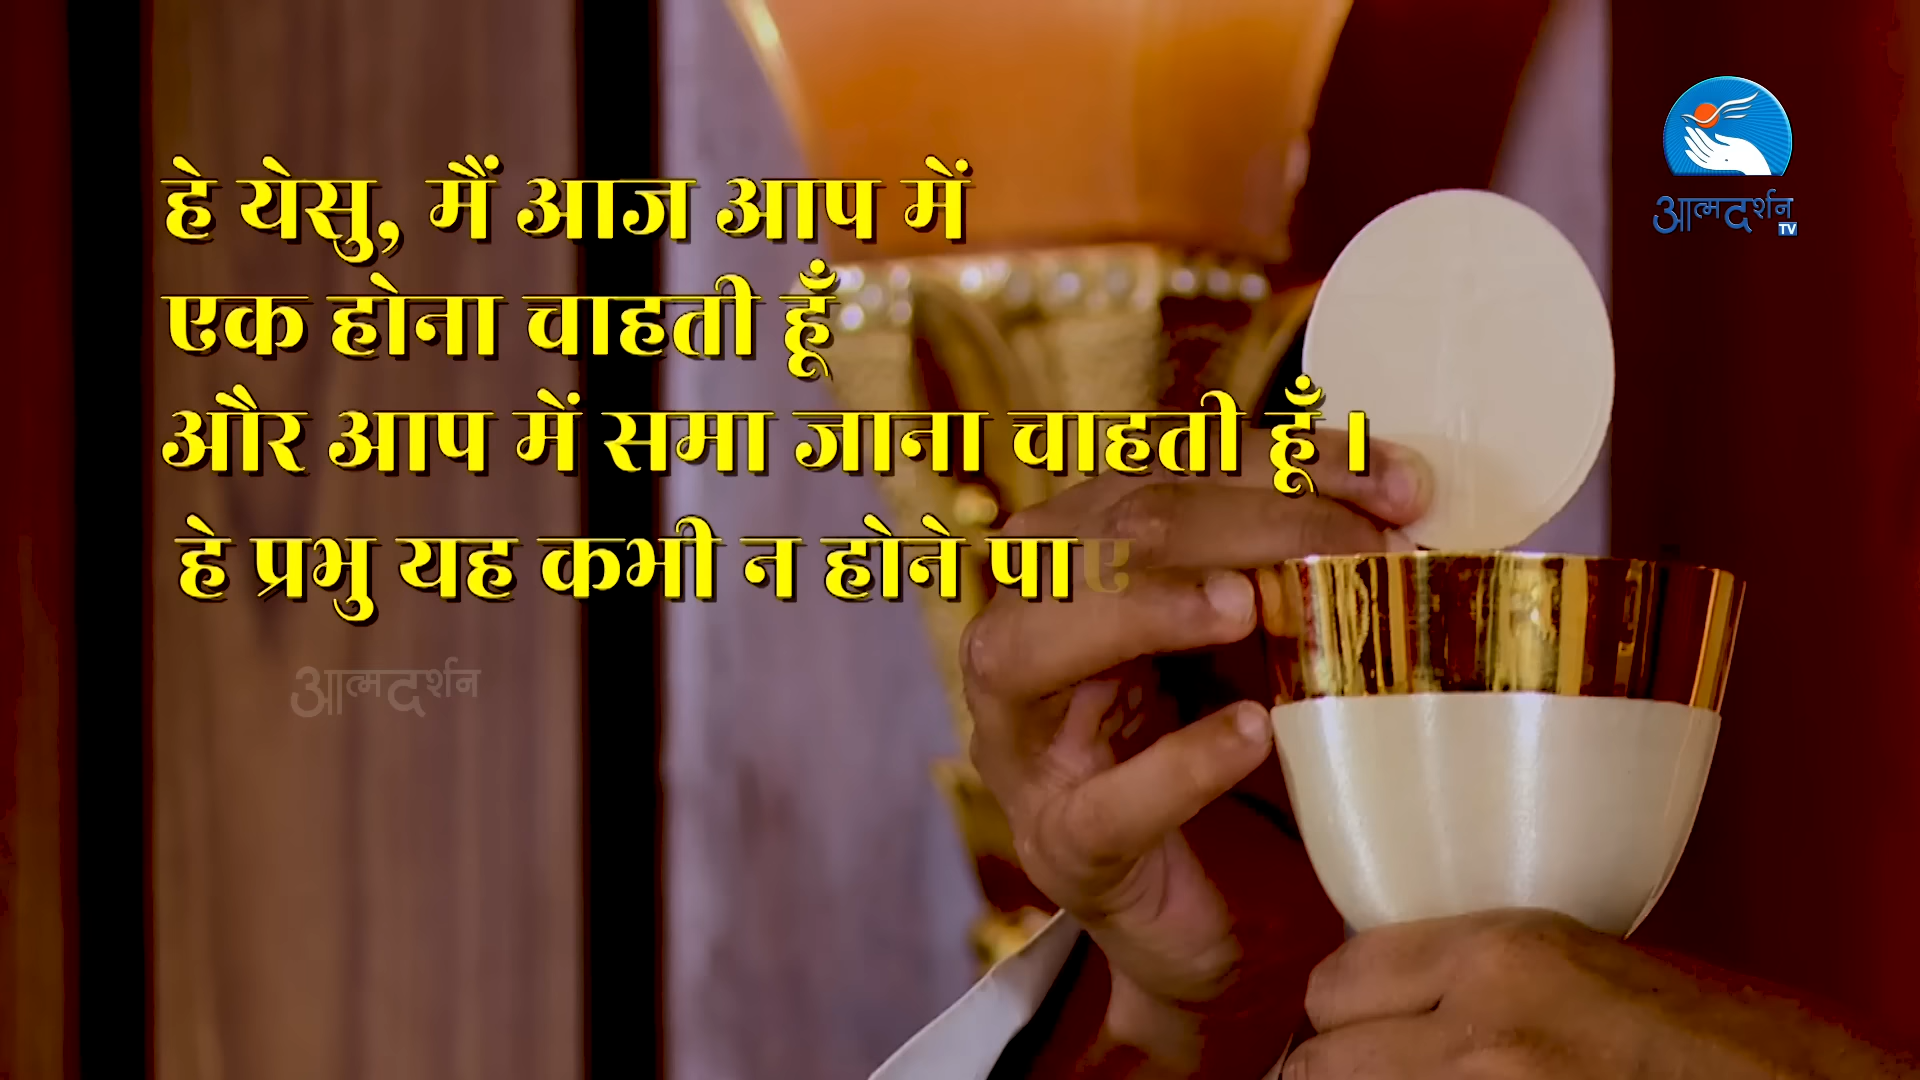 हे येसु, मैं आज आप में
एक होना चाहती हूँ
और आप में समा जाना चाहती हूँ।
हे प्रभु यह कभी न होने पाए
आत्मदर्शन
TV
आत्मदर्शन